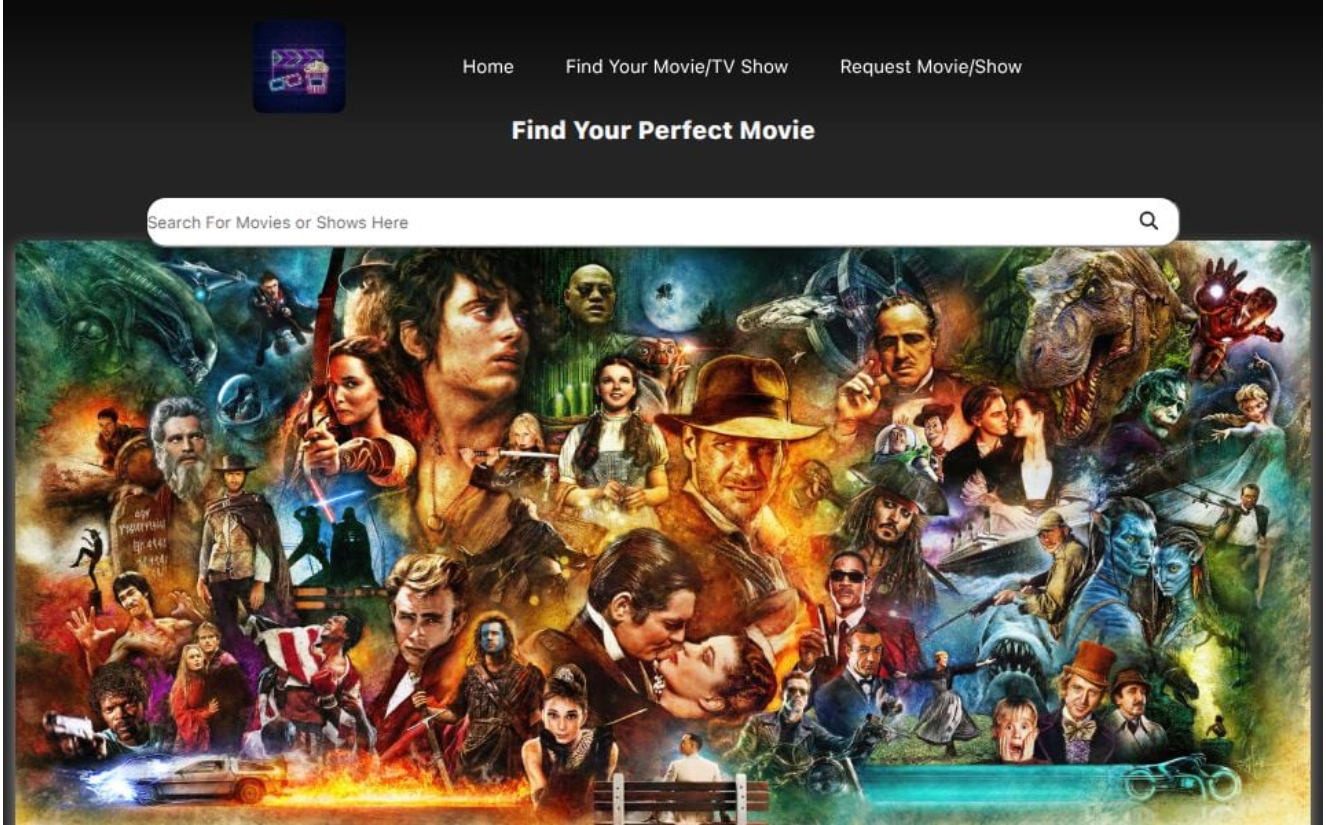 Home
Find Your Movie/TV Show
Request Movie/Show
Find Your Perfect Movie
Search For Movies or Shows Here